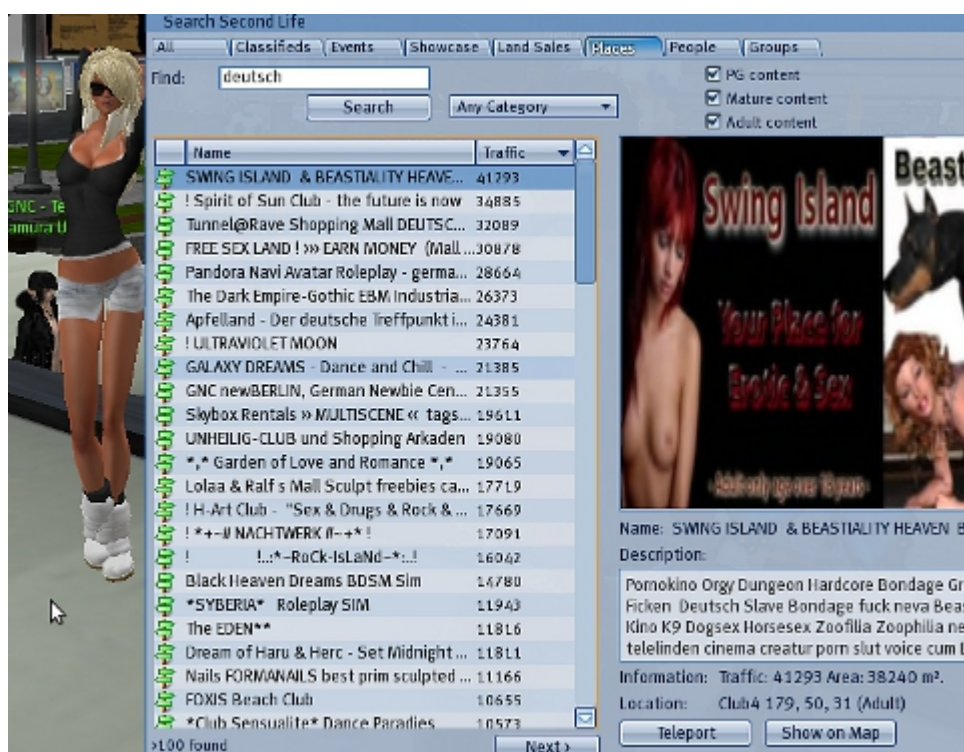 Search Second Life
All Classifieds Events Showcase Land Sales Places People Groups
Find: deutsch
Search Any Category
PG content
Mature content
Adult content
Name Traffic
SWING ISLAND & BEASTIALITY HEAVE... 41293
! Spirit of Sun Club - the future is now 34885
Tunnel@Rave Shopping Mall DEUTSC... 32089
FREE SEX LAND ! »» EARN MONEY (Mall ... 30878
Pandora Navi Avatar Roleplay - germa... 28664
The Dark Empire-Gothic EBM Industria... 26373
Apfelland - Der deutsche Treffpunkt i... 24381
! ULTRAVIOLET MOON 23764
GALAXY DREAMS - Dance and Chill - ... 21385
GNC newBERLIN, German Newbie Cen... 21355
Skybox Rentals » MULTISCENE « tags... 19611
UNHEILIG-CLUB und Shopping Arkaden 19080
*,* Garden of Love and Romance *,* 19065
Lolaa & Ralf s Mall Sculpt freebies ca... 17719
! H-Art Club - "Sex & Drugs & Rock & ... 17669
! *+~# NACHTWERK #~+* ! 17091
! !..:*~RoCk-IsLaNd~*:..! 16042
Black Heaven Dreams BDSM Sim 14780
*SYBERIA* Roleplay SIM 11943
The EDEN** 11816
Dream of Haru & Herc - Set Midnight ... 11811
Nails FORMANAILS best prim sculpted ... 11166
FOXIS Beach Club 10655
*Club Sensualite* Dance Paradies 10573
>100 found Next >
GNC - Te
amura U
Swing Island
Your Place for
Erotic & Sex
- Adult only age over 18 years -
Beast
Name: SWING ISLAND & BEASTIALITY HEAVEN B
Description:
Pornokino Orgy Dungeon Hardcore Bondage Gr
Ficken Deutsch Slave Bondage fuck neva Beas
Kino K9 Dogsex Horsesex Zoofilia Zoophilia ne
telelinden cinema creatur porn slut voice cum
Information: Traffic: 41293 Area: 38240 m².
Location: Club4 179, 50, 31 (Adult)
Teleport Show on Map